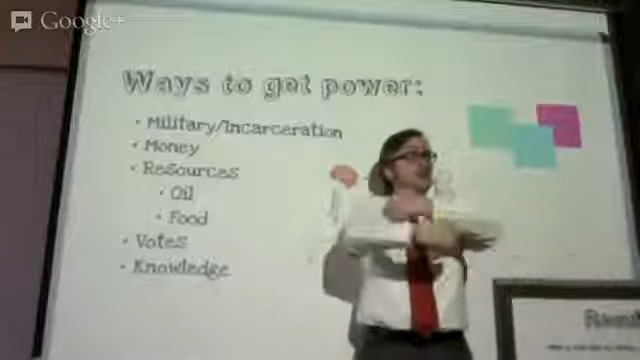 Google+
Ways to get power:
• Military/Incarceration
• Money
• Resources
• Oil
• Food
• Votes
• Knowledge